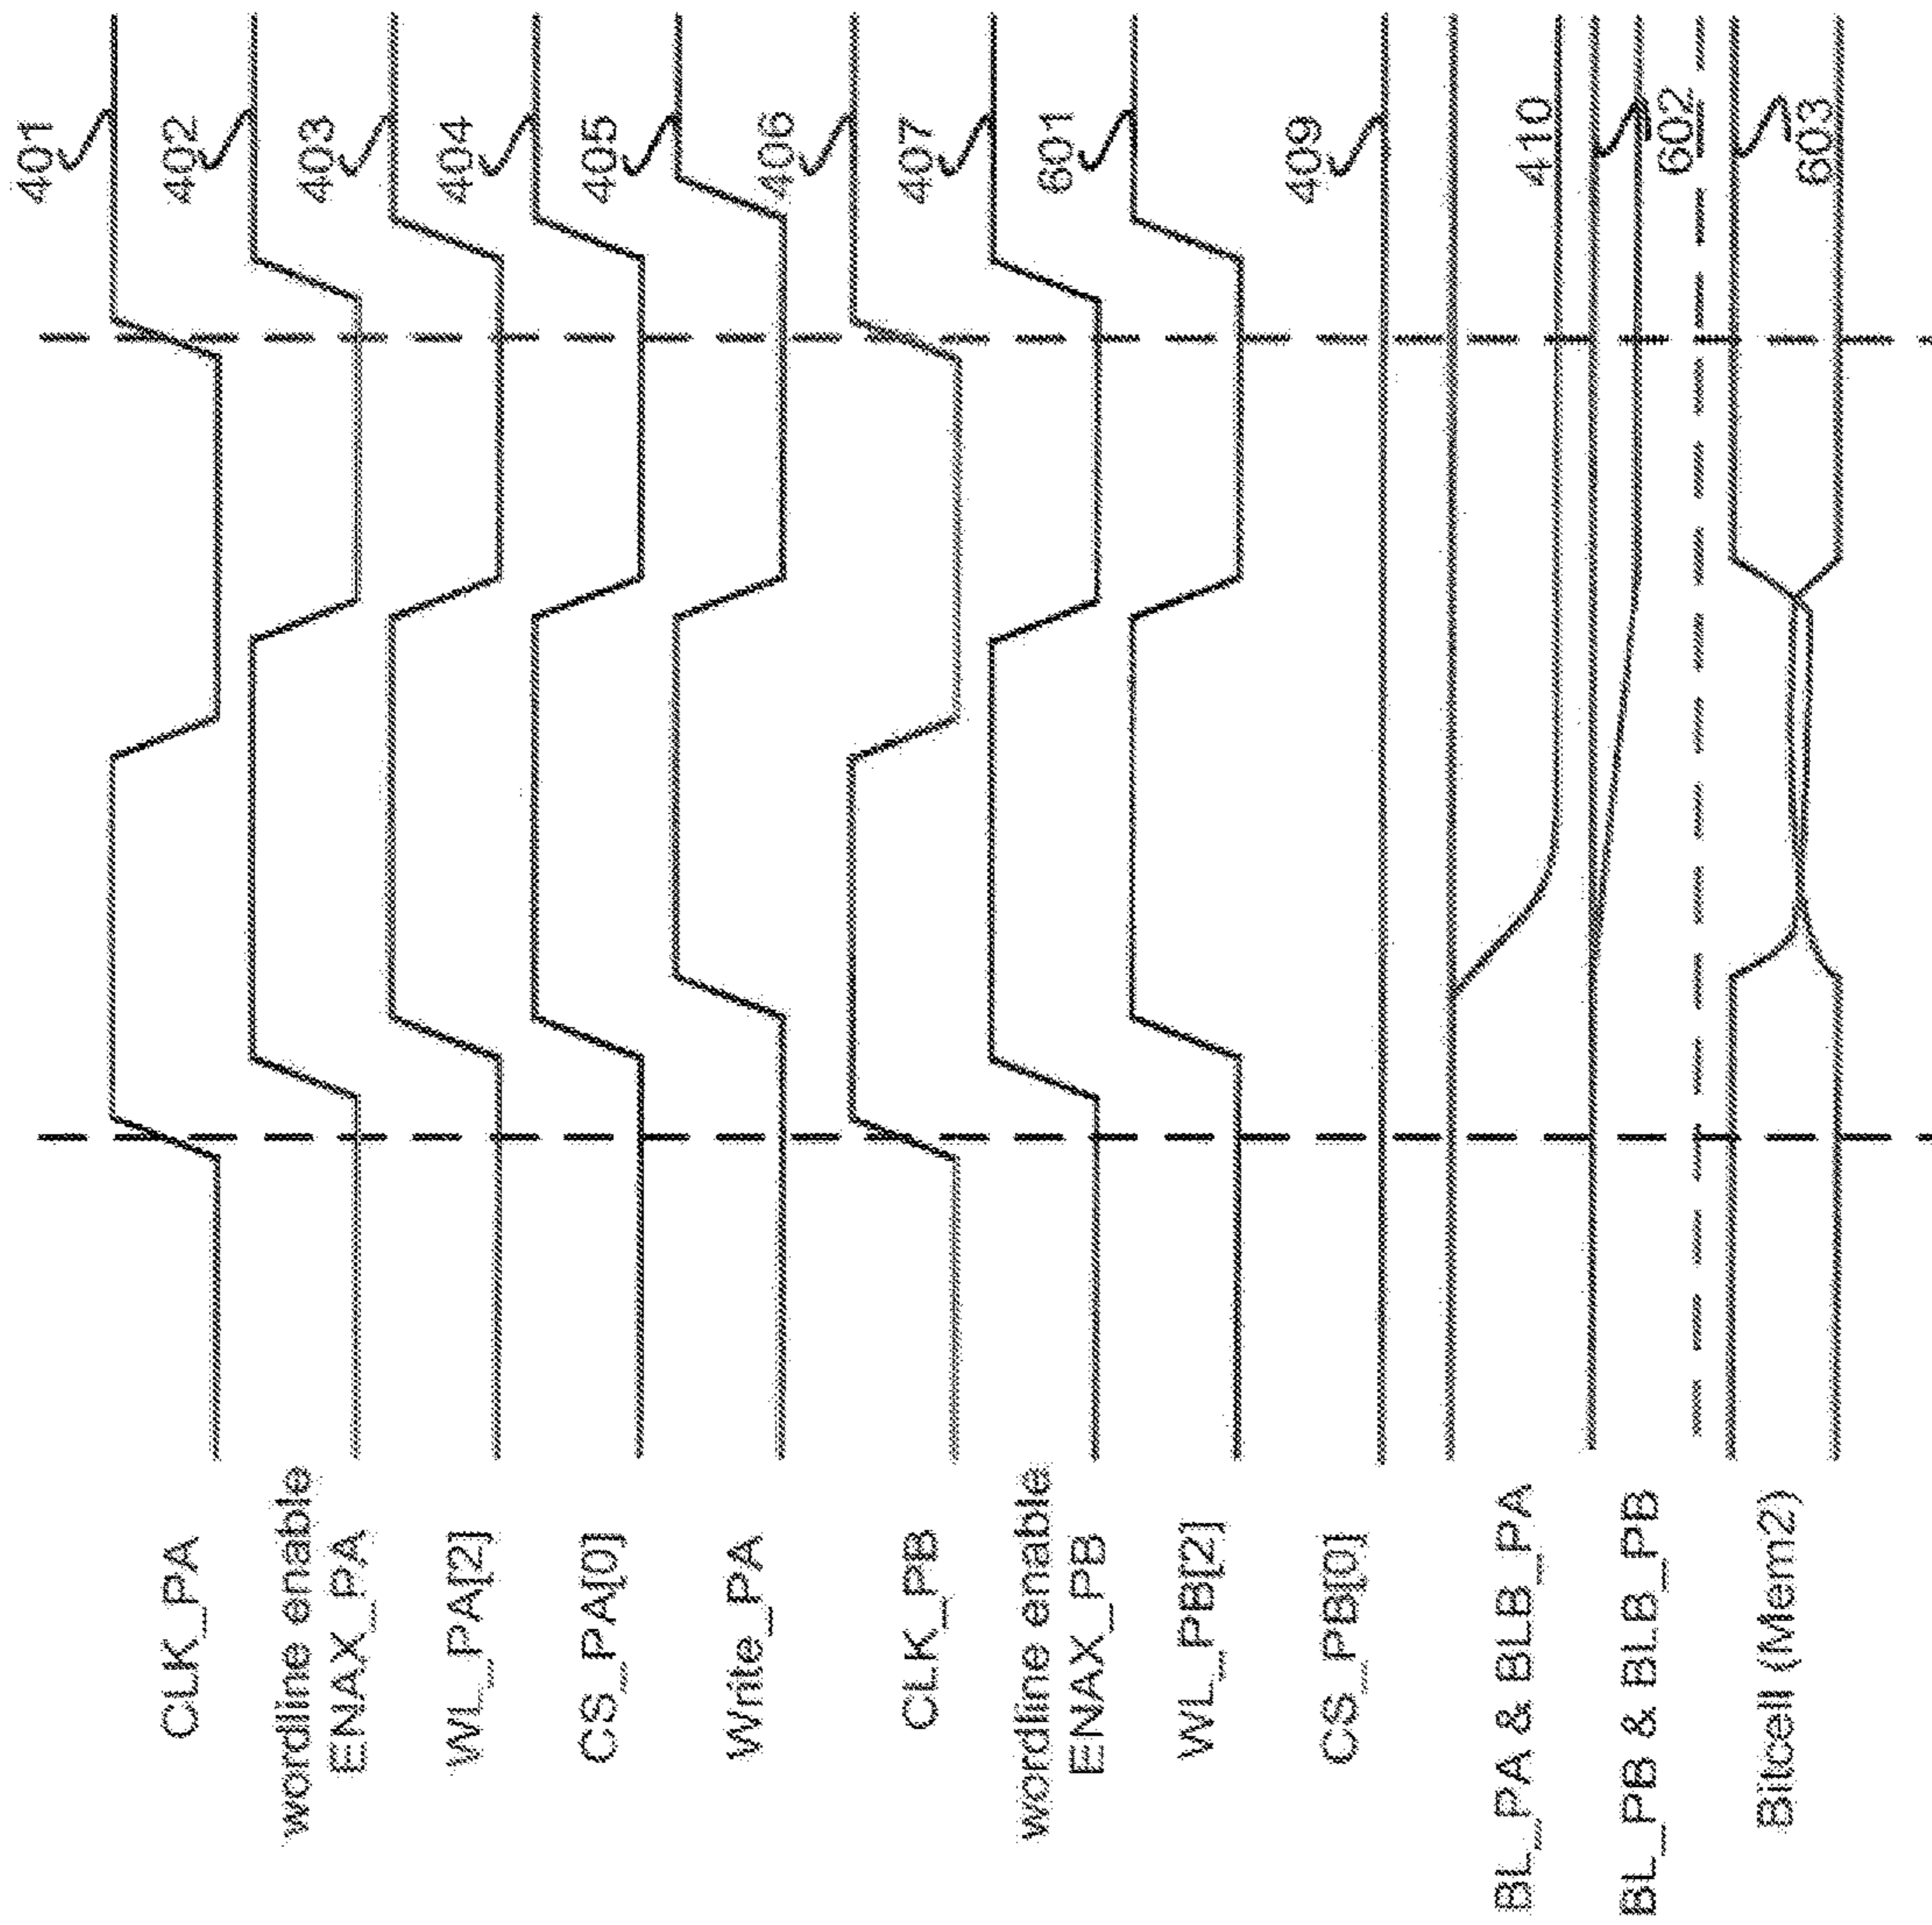 CLK_PA
401
wordline enable
ENAX_PA
402
WL_PA[2]
403
CS_PA[0]
404
Write_PA
405
CLK_PB
406
wordline enable
ENAX_PB
407
WL_PB[2]
601
CS_PB[0]
409
BL_PA & BLB_PA
410
BL_PB & BLB_PB
602
Bitcell (Mem2)
603